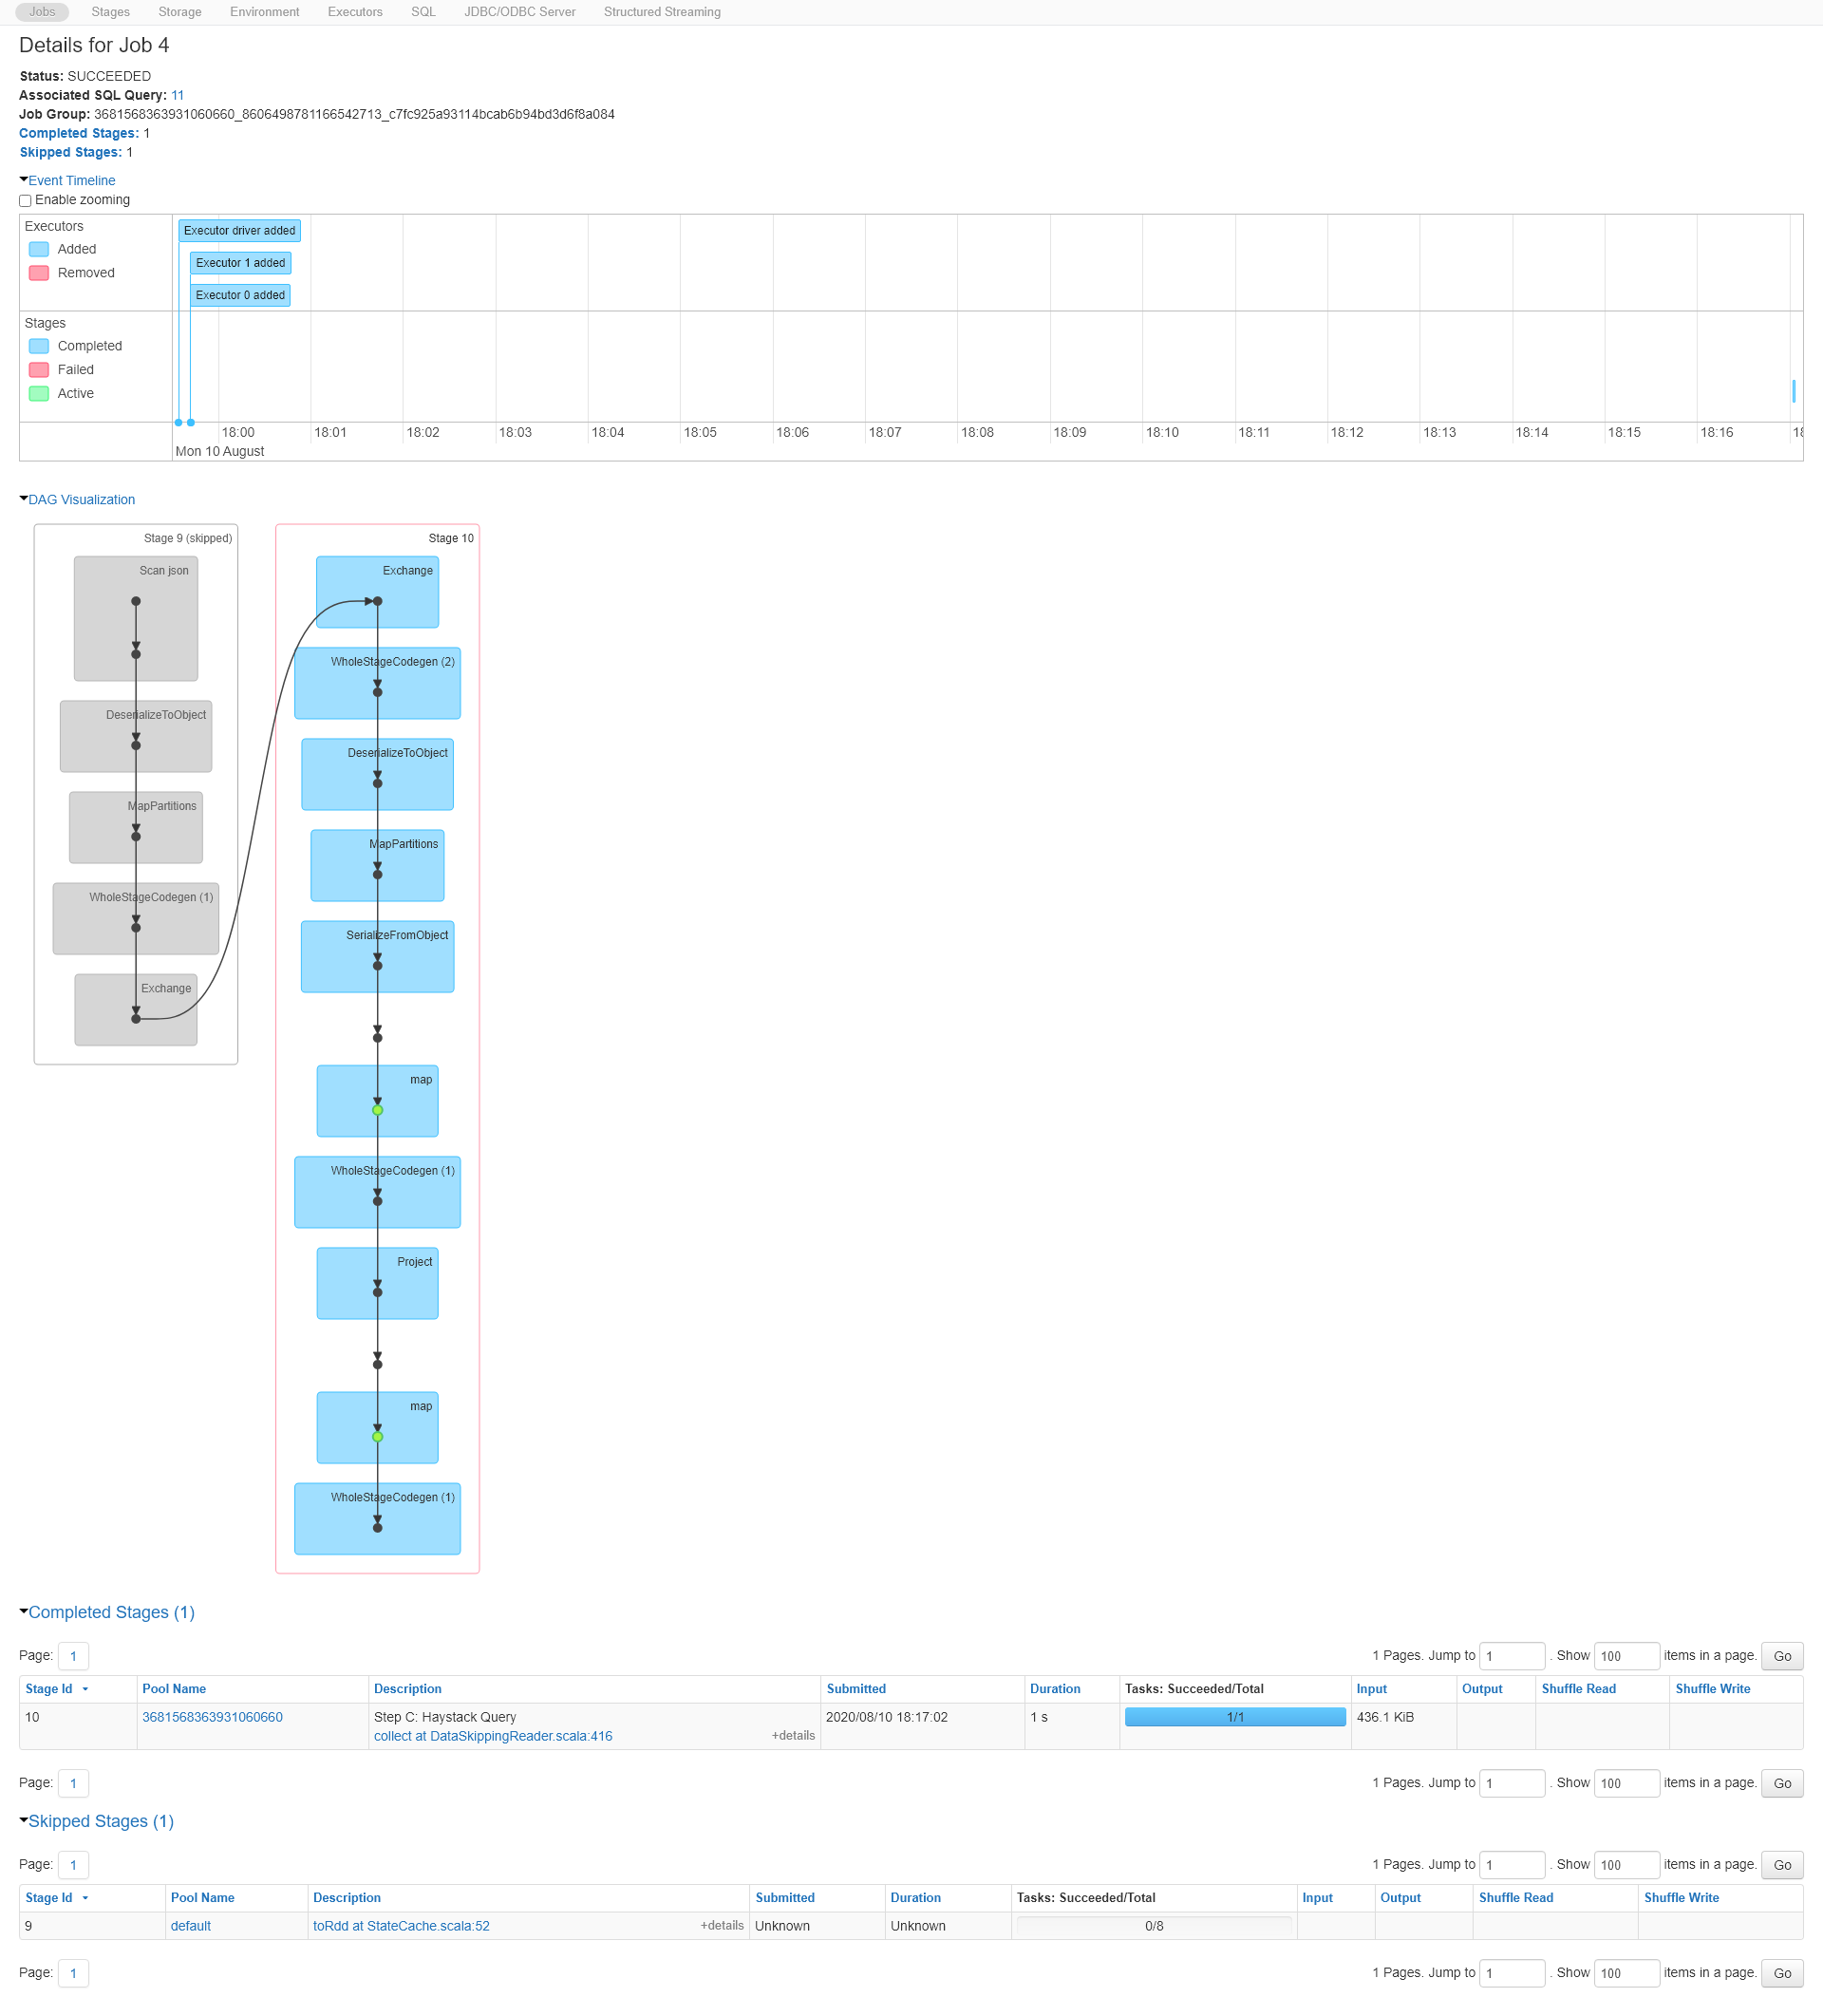 Jobs Stages Storage Environment Executors SQL JDBC/ODBC Server Structured Streaming
Details for Job 4
Status: SUCCEEDED
Associated SQL Query: 11
Job Group: 3681568363931060660_8606498781166542713_c7fc925a93114bcab6b94bd3d6f8a084
Completed Stages: 1
Skipped Stages: 1
Event Timeline
Enable zooming
Executors
Added
Removed
Executor driver added
Executor 1 added
Executor 0 added
Stages
Completed
Failed
Active
18:00 18:01 18:02 18:03 18:04 18:05 18:06 18:07 18:08 18:09 18:10 18:11 18:12 18:13 18:14 18:15 18:16
Mon 10 August
DAG Visualization
Stage 9 (skipped)
Scan json
DeserializeToObject
MapPartitions
WholeStageCodegen (1)
Exchange
Stage 10
Exchange
WholeStageCodegen (2)
DeserializeToObject
MapPartitions
SerializeFromObject
map
WholeStageCodegen (1)
Project
map
WholeStageCodegen (1)
Completed Stages (1)
Page: 1 1 Pages. Jump to 1 . Show 100 items in a page. Go
Stage Id Pool Name Description Submitted Duration Tasks: Succeeded/Total Input Output Shuffle Read Shuffle Write
10 3681568363931060660 Step C: Haystack Query 2020/08/10 18:17:02 1 s 1/1 436.1 KiB
collect at DataSkippingReader.scala:416 +details
Page: 1 1 Pages. Jump to 1 . Show 100 items in a page. Go
Skipped Stages (1)
Page: 1 1 Pages. Jump to 1 . Show 100 items in a page. Go
Stage Id Pool Name Description Submitted Duration Tasks: Succeeded/Total Input Output Shuffle Read Shuffle Write
9 default toRdd at StateCache.scala:52 +details Unknown Unknown 0/8
Page: 1 1 Pages. Jump to 1 . Show 100 items in a page. Go